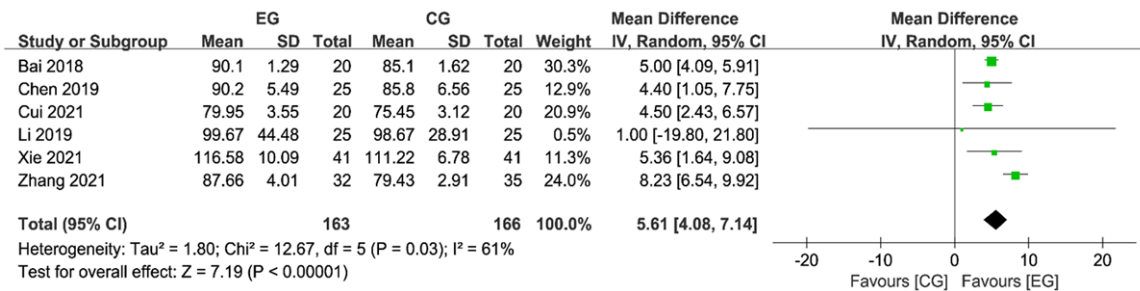 EG CG Mean Difference Mean Difference
Study or Subgroup Mean SD Total Mean SD Total Weight IV, Random, 95% CI IV, Random, 95% CI
Bai 2018 90.1 1.29 20 85.1 1.62 20 30.3% 5.00 [4.09, 5.91]
Chen 2019 90.2 5.49 25 85.8 6.56 25 12.9% 4.40 [1.05, 7.75]
Cui 2021 79.95 3.55 20 75.45 3.12 20 20.9% 4.50 [2.43, 6.57]
Li 2019 99.67 44.48 25 98.67 28.91 25 0.5% 1.00 [-19.80, 21.80]
Xie 2021 116.58 10.09 41 111.22 6.78 41 11.3% 5.36 [1.64, 9.08]
Zhang 2021 87.66 4.01 32 79.43 2.91 35 24.0% 8.23 [6.54, 9.92]
Total (95% CI) 163 166 100.0% 5.61 [4.08, 7.14]
Heterogeneity: Tau² = 1.80; Chi² = 12.67, df = 5 (P = 0.03); I² = 61%
Test for overall effect: Z = 7.19 (P < 0.00001)
-20 -10 0 10 20
Favours [CG] Favours [EG]